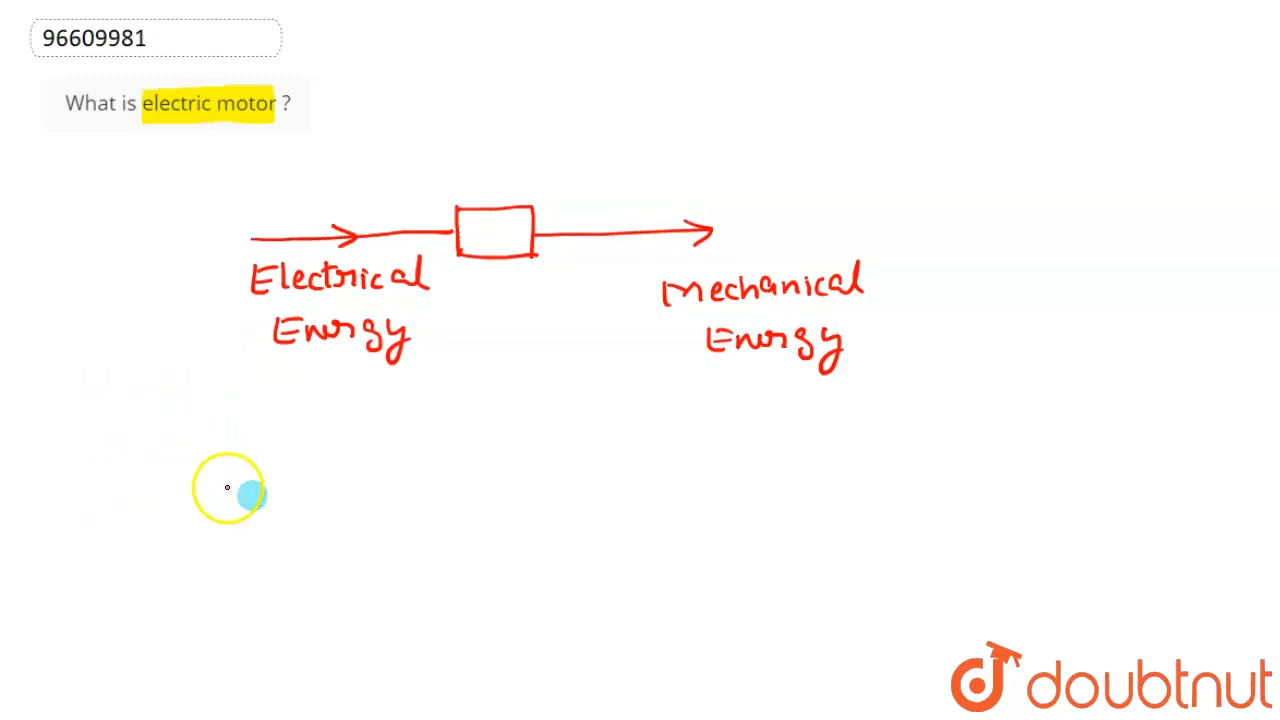 96609981
What is electric motor ?
Electrical
Energy
Mechanical
Energy
doubtnut